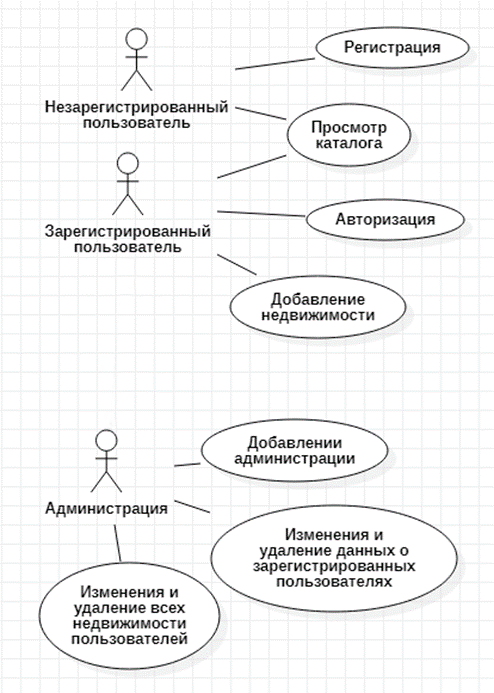 Регистрация
Незарегистрированный
пользователь
Просмотр
каталога
Зарегистрированный
пользователь
Авторизация
Добавление
недвижимости
Добавлении
администрации
Администрация
Изменения и
удаление данных о
зарегистрированных
пользователях
Изменения и
удаление всех
недвижимости
пользователей